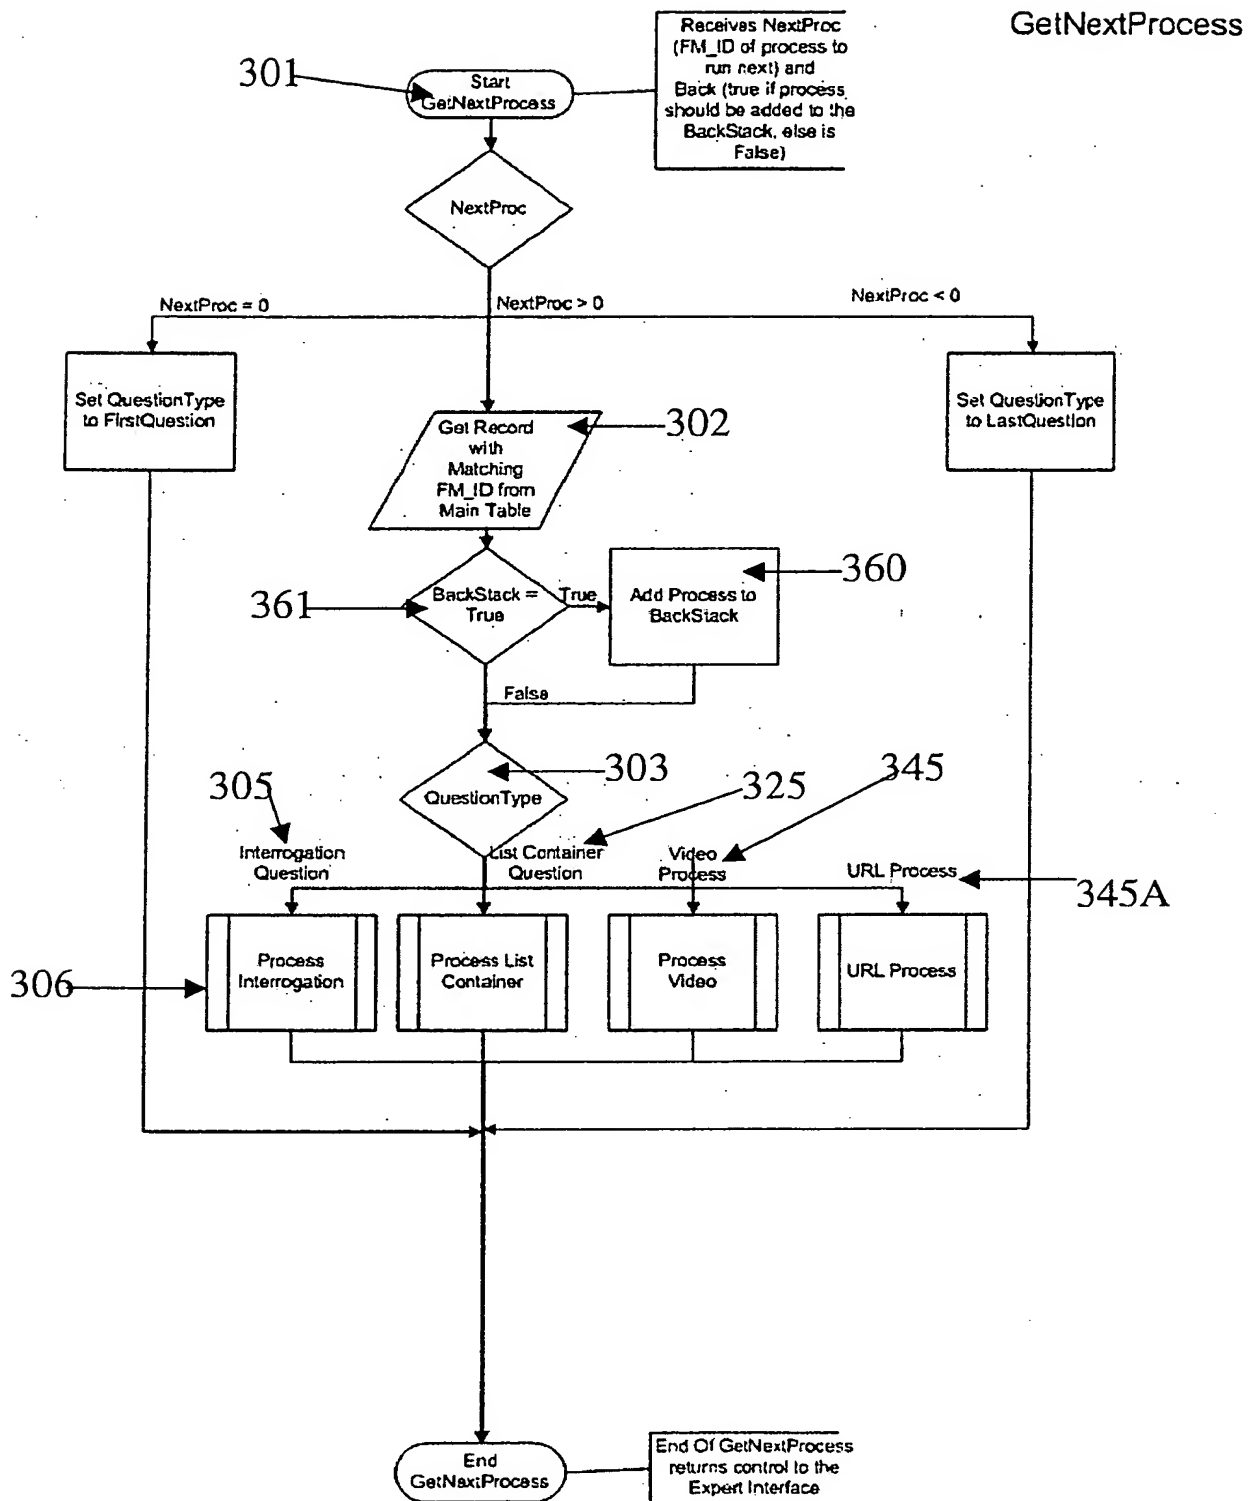 GetNextProcess
Receives NextProc
(FM_ID of process to
run next) and
Back (true if process
should be added to the
BackStack, else is
False)
301
Start
GetNextProcess
NextProc
NextProc = 0
NextProc > 0
NextProc < 0
Set QuestionType
to FirstQuestion
Set QuestionType
to LastQuestion
Get Record
with
Matching
FM_ID from
Main Table
302
361
BackStack =
True
True
Add Process to
BackStack
360
False
303
QuestionType
305
325
345
345A
Interrogation
Question
List Container
Question
Video
Process
URL Process
306
Process
Interrogation
Process List
Container
Process
Video
URL Process
End
GetNextProcess
End Of GetNextProcess
returns control to the
Expert Interface